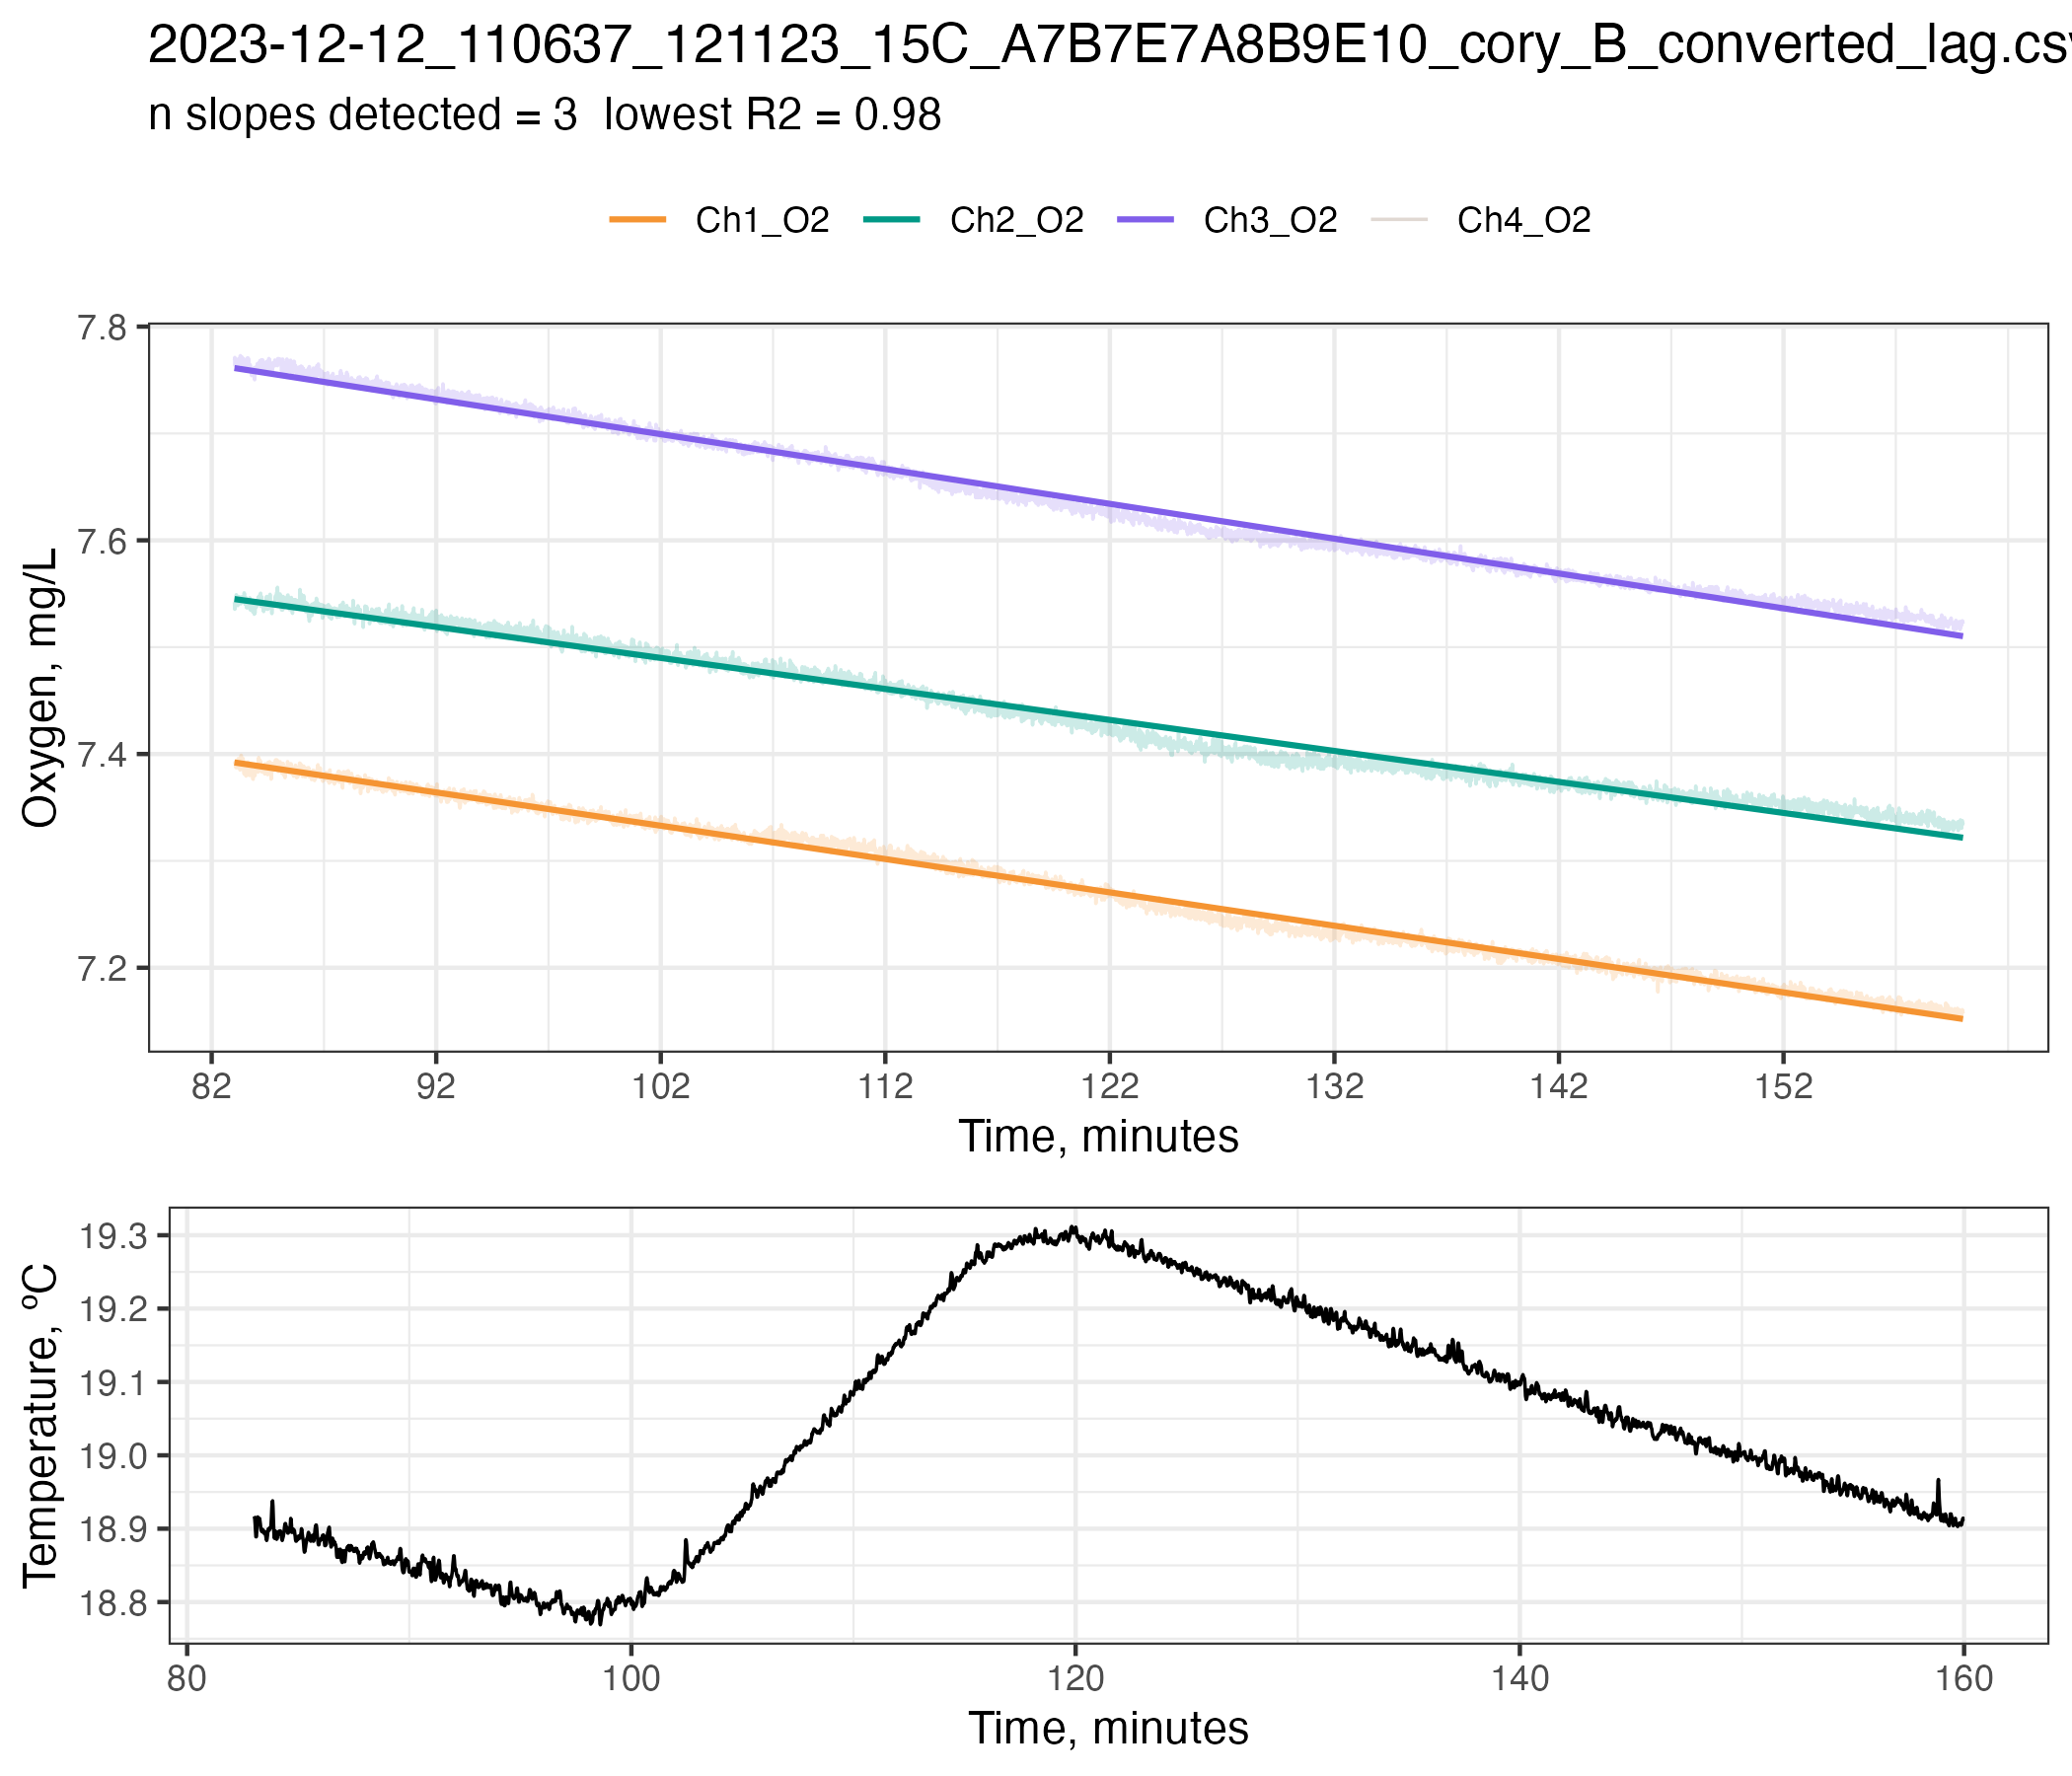 2023-12-12_110637_121123_15C_A7B7E7A8B9E10_cory_B_converted_lag.csv
n slopes detected = 3 lowest R2 = 0.98
Ch1_O2 Ch2_O2 Ch3_O2 Ch4_O2
7.8
7.6
7.4
7.2
Oxygen, mg/L
82 92 102 112 122 132 142 152
Time, minutes
19.3
19.2
19.1
19.0
18.9
18.8
Temperature, ºC
80 100 120 140 160
Time, minutes